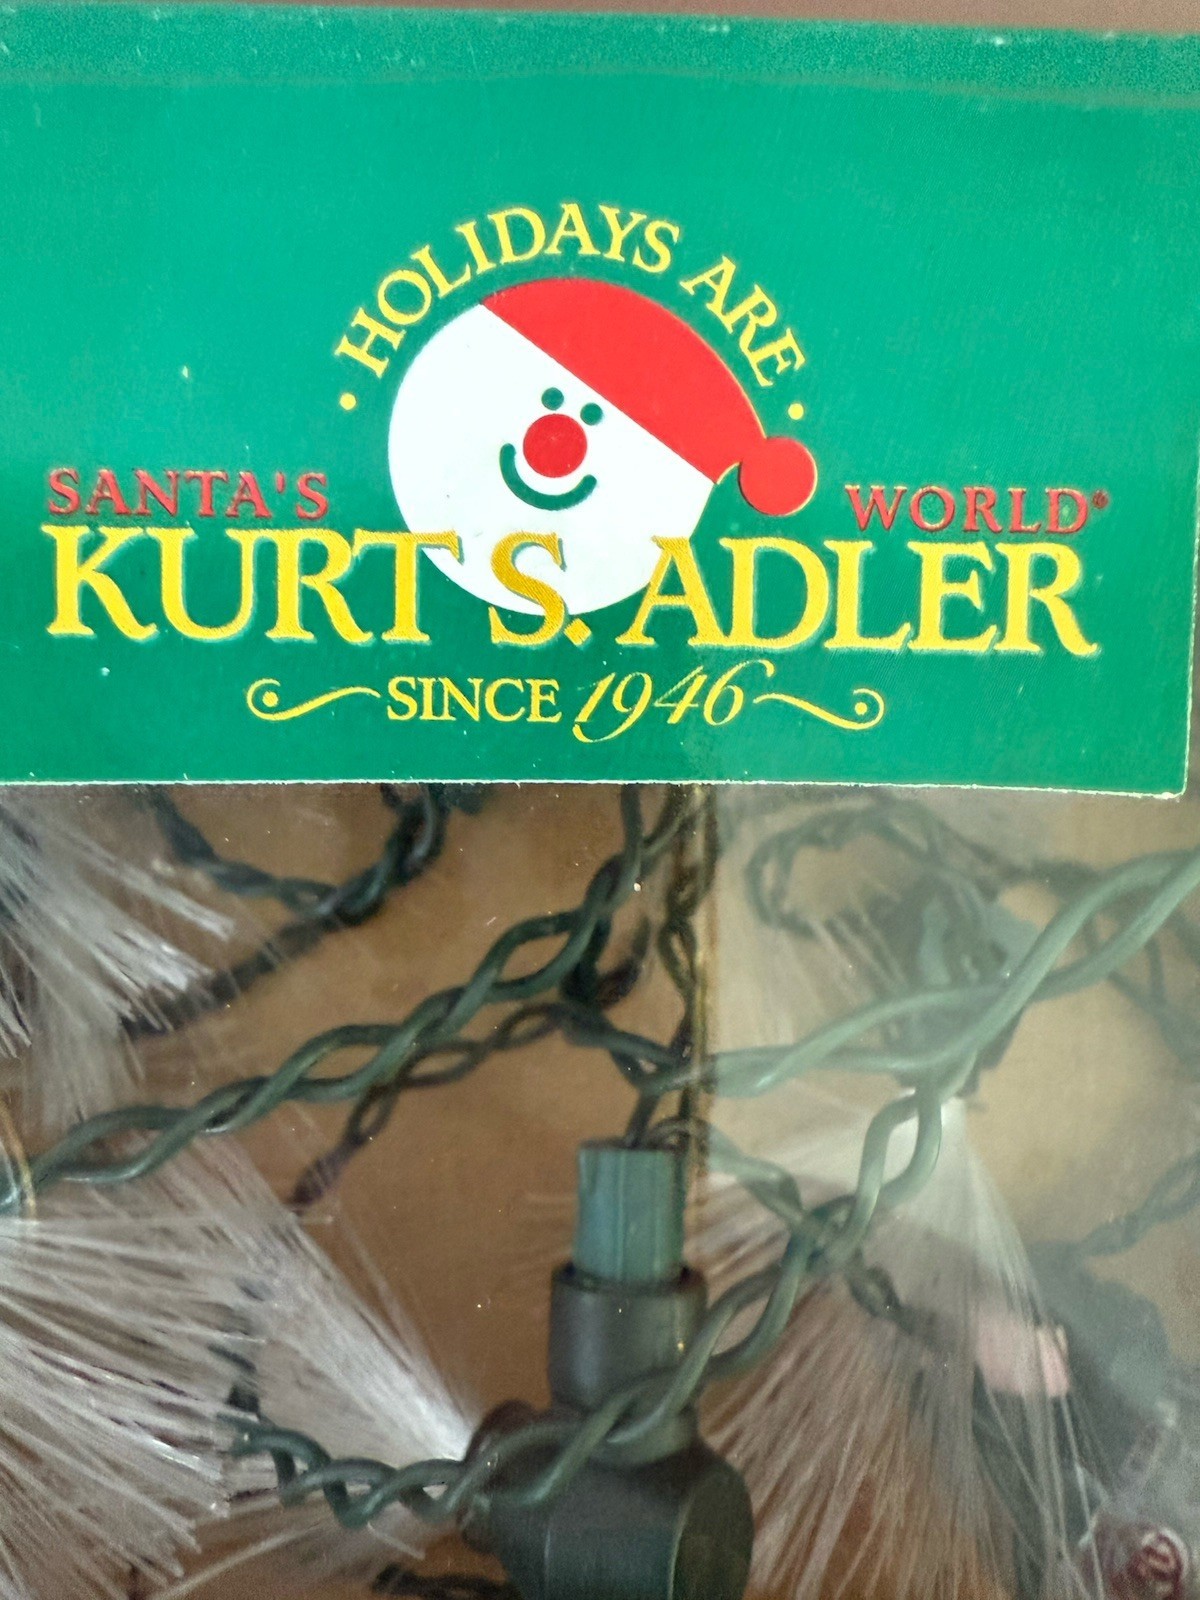 · HOLIDAYS ARE ·
SANTA'S WORLD®
KURT S. ADLER
SINCE 1946